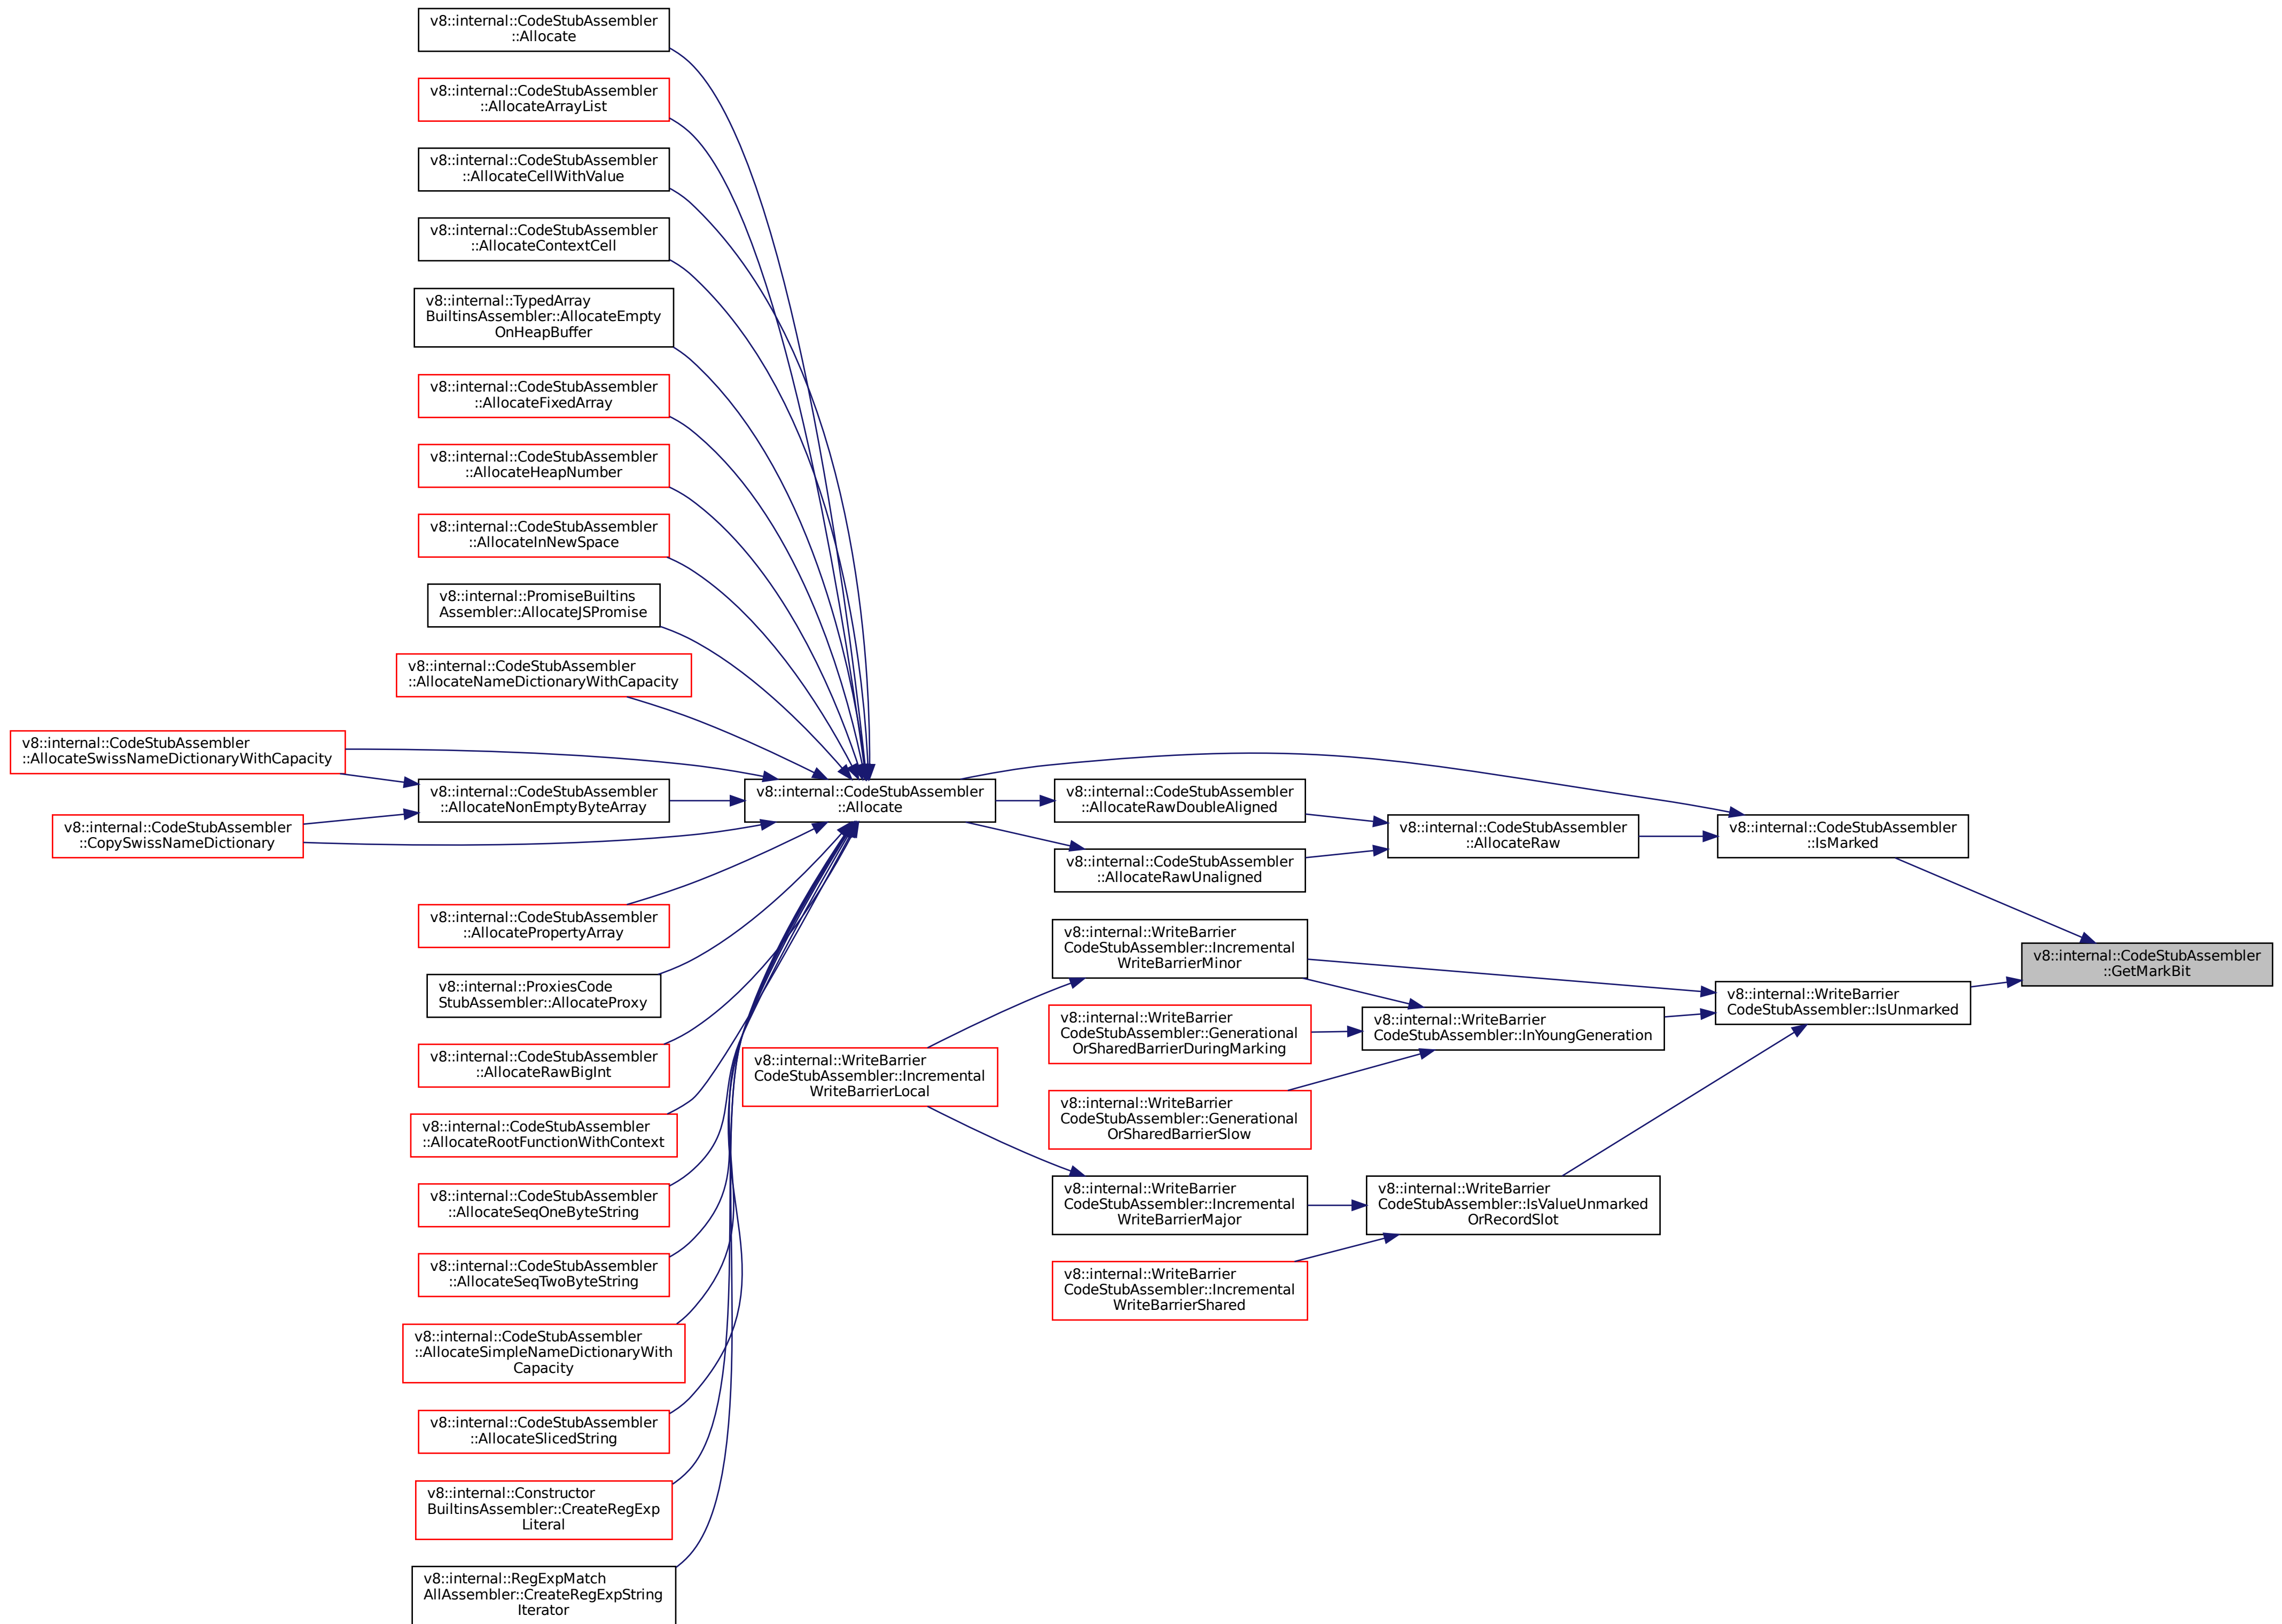 v8::internal::CodeStubAssembler
::Allocate
v8::internal::CodeStubAssembler
::AllocateArrayList
v8::internal::CodeStubAssembler
::AllocateCellWithValue
v8::internal::CodeStubAssembler
::AllocateContextCell
v8::internal::TypedArray
BuiltinsAssembler::AllocateEmpty
OnHeapBuffer
v8::internal::CodeStubAssembler
::AllocateFixedArray
v8::internal::CodeStubAssembler
::AllocateHeapNumber
v8::internal::CodeStubAssembler
::AllocateInNewSpace
v8::internal::PromiseBuiltins
Assembler::AllocateJSPromise
v8::internal::CodeStubAssembler
::AllocateNameDictionaryWithCapacity
v8::internal::CodeStubAssembler
::AllocateSwissNameDictionaryWithCapacity
v8::internal::CodeStubAssembler
::AllocateNonEmptyByteArray
v8::internal::CodeStubAssembler
::CopySwissNameDictionary
v8::internal::CodeStubAssembler
::AllocatePropertyArray
v8::internal::ProxiesCode
StubAssembler::AllocateProxy
v8::internal::CodeStubAssembler
::AllocateRawBigInt
v8::internal::CodeStubAssembler
::AllocateRootFunctionWithContext
v8::internal::CodeStubAssembler
::AllocateSeqOneByteString
v8::internal::CodeStubAssembler
::AllocateSeqTwoByteString
v8::internal::CodeStubAssembler
::AllocateSimpleNameDictionaryWith
Capacity
v8::internal::CodeStubAssembler
::AllocateSlicedString
v8::internal::Constructor
BuiltinsAssembler::CreateRegExp
Literal
v8::internal::RegExpMatch
AllAssembler::CreateRegExpString
Iterator
v8::internal::CodeStubAssembler
::Allocate
v8::internal::WriteBarrier
CodeStubAssembler::Incremental
WriteBarrierLocal
v8::internal::CodeStubAssembler
::AllocateRawDoubleAligned
v8::internal::CodeStubAssembler
::AllocateRawUnaligned
v8::internal::WriteBarrier
CodeStubAssembler::Incremental
WriteBarrierMinor
v8::internal::WriteBarrier
CodeStubAssembler::Generational
OrSharedBarrierDuringMarking
v8::internal::WriteBarrier
CodeStubAssembler::Generational
OrSharedBarrierSlow
v8::internal::WriteBarrier
CodeStubAssembler::Incremental
WriteBarrierMajor
v8::internal::WriteBarrier
CodeStubAssembler::Incremental
WriteBarrierShared
v8::internal::CodeStubAssembler
::AllocateRaw
v8::internal::WriteBarrier
CodeStubAssembler::InYoungGeneration
v8::internal::WriteBarrier
CodeStubAssembler::IsValueUnmarked
OrRecordSlot
v8::internal::CodeStubAssembler
::IsMarked
v8::internal::WriteBarrier
CodeStubAssembler::IsUnmarked
v8::internal::CodeStubAssembler
::GetMarkBit